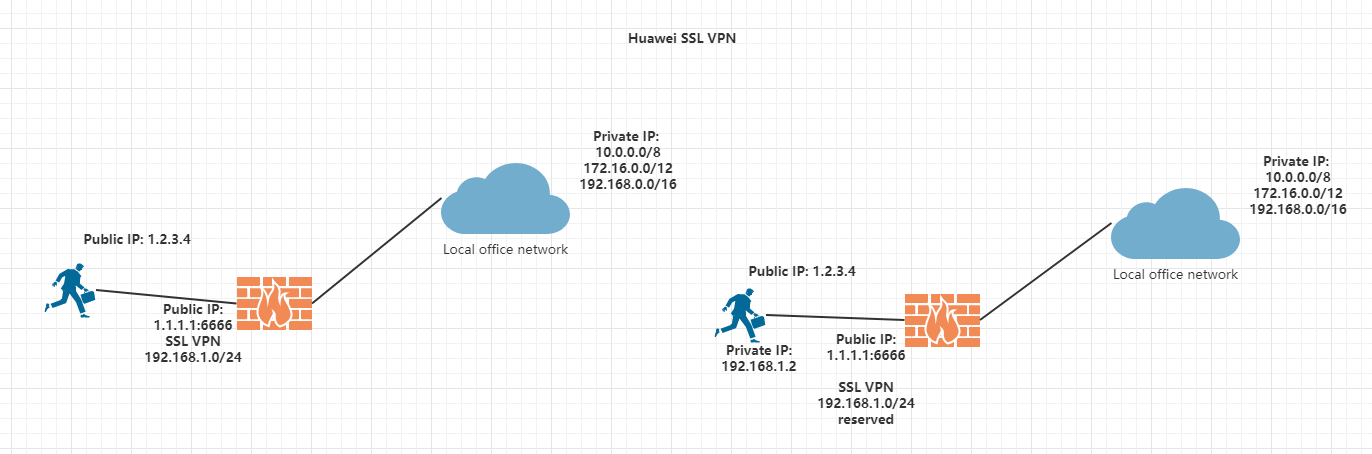 Huawei SSL VPN
Private IP:
10.0.0.0/8
172.16.0.0/12
192.168.0.0/16
Local office network
Public IP: 1.2.3.4
Public IP:
1.1.1.1:6666
SSL VPN
192.168.1.0/24
Private IP:
10.0.0.0/8
172.16.0.0/12
192.168.0.0/16
Local office network
Public IP: 1.2.3.4
Private IP:
192.168.1.2
Public IP:
1.1.1.1:6666
SSL VPN
192.168.1.0/24
reserved